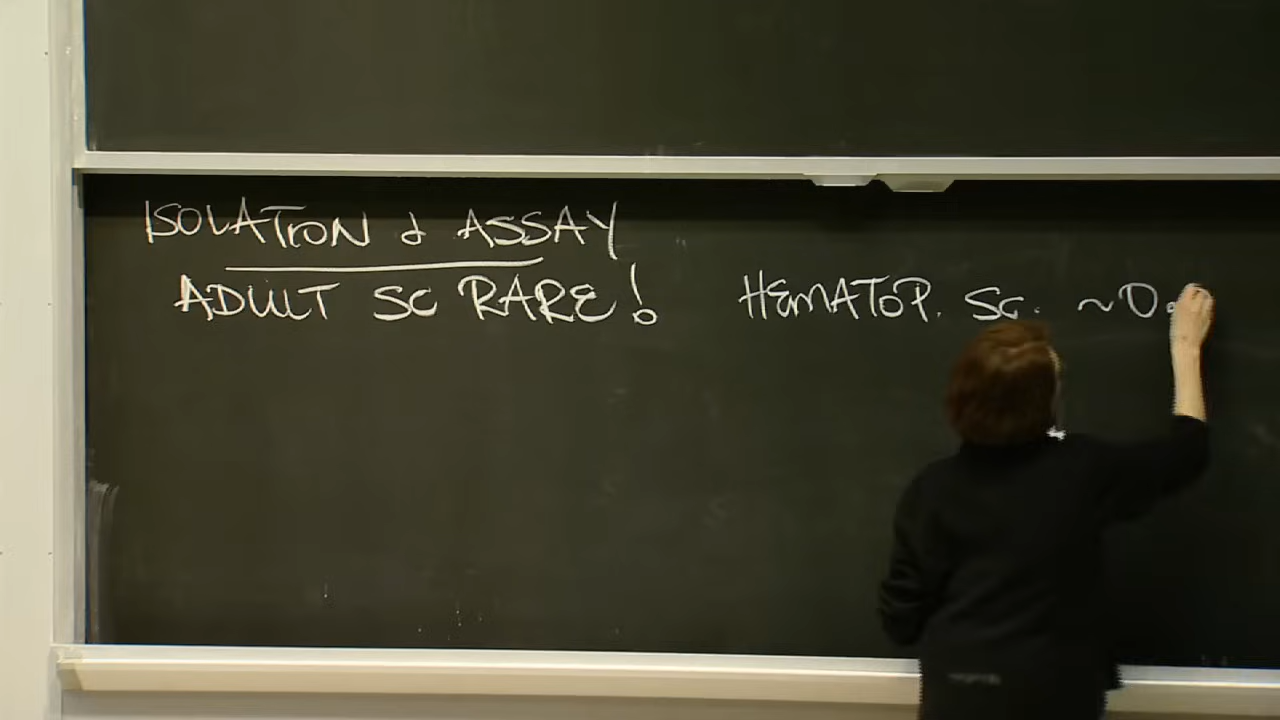 ISOLATION & ASSAY
ADULT SC RARE! HEMATOP. SC. ~0.